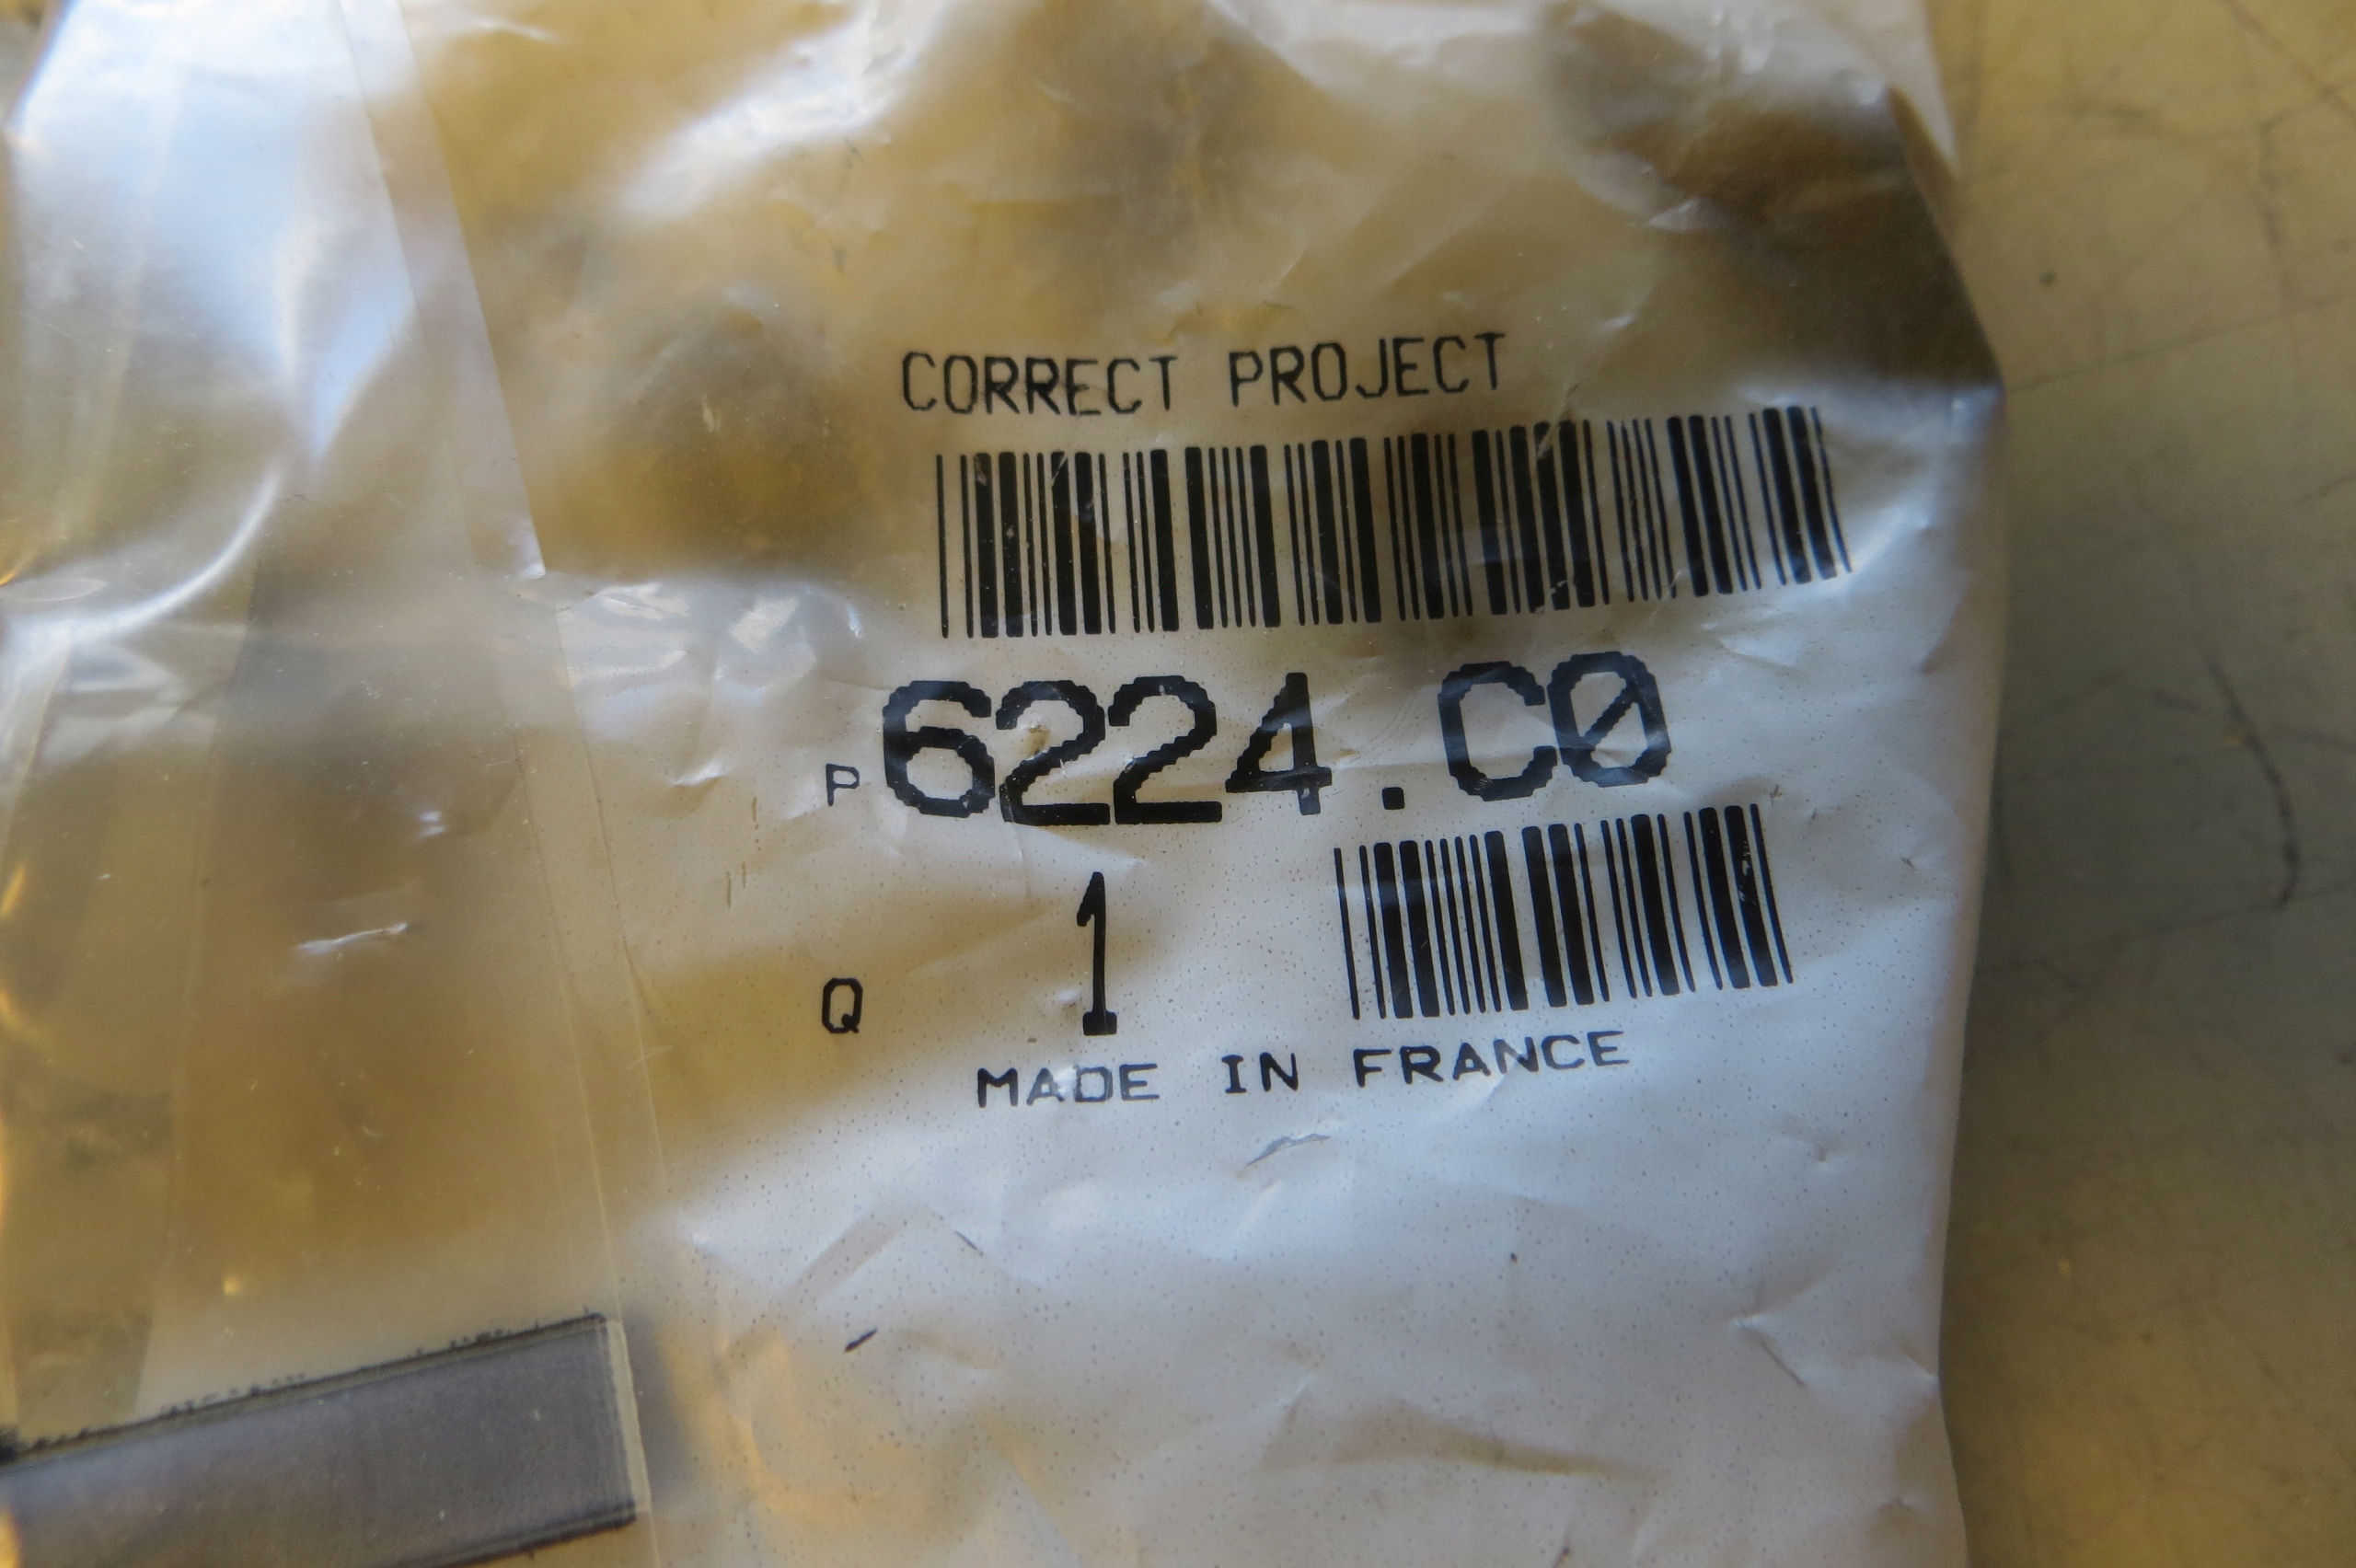 CORRECT PROJECT
P 6224.C0
Q 1
MADE IN FRANCE